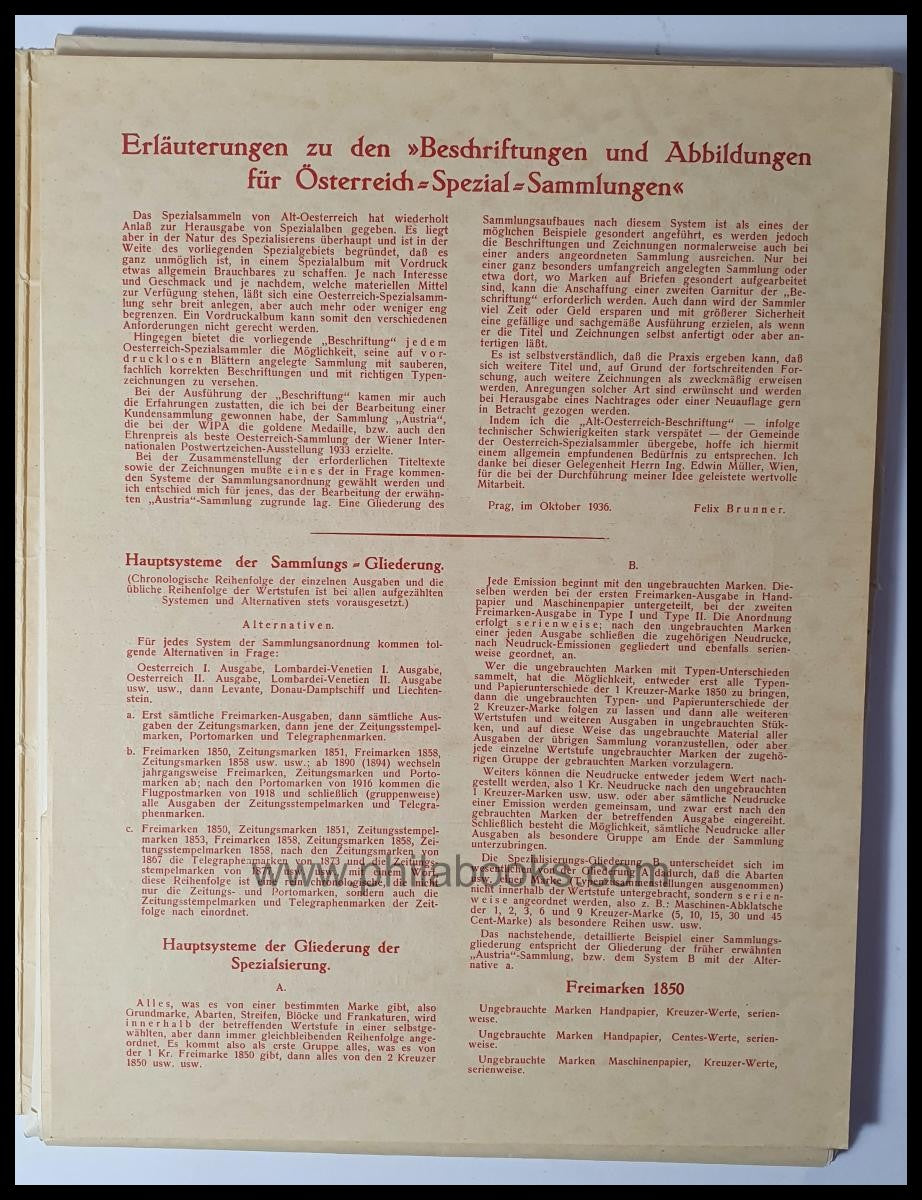 Erläuterungen zu den »Beschriftungen und Abbildungen
für Österreich=Spezial=Sammlungen«
Das Spezialsammeln von Alt-Oesterreich hat wiederholt
Anlaß zur Herausgabe von Spezialalben gegeben. Es liegt
aber in der Natur des Spezialisierens überhaupt und ist in der
Weite des vorliegenden Spezialgebiets begründet, daß es
ganz unmöglich ist, in einem Spezialalbum mit Vordruck
etwas allgemein Brauchbares zu schaffen. Je nach Interesse
und Geschmack und je nachdem, welche materiellen Mittel
zur Verfügung stehen, läßt sich eine Oesterreich-Spezialsamm-
lung sehr breit anlegen, aber auch mehr oder weniger eng
begrenzen. Ein Vordruckalbum kann somit den verschiedenen
Anforderungen nicht gerecht werden.
Hingegen bietet die vorliegende „Beschriftung" jedem
Oesterreich-Spezialsammler die Möglichkeit, seine auf vor-
drucklosen Blättern angelegte Sammlung mit sauberen,
fachlich korrekten Beschriftungen und mit richtigen Typen-
zeichnungen zu versehen.
Bei der Ausführung der „Beschriftung" kamen mir auch
die Erfahrungen zustatten, die ich bei der Bearbeitung einer
Kundensammlung gewonnen habe, der Sammlung „Austria",
die bei der WIPA die goldene Medaille, bzw. auch den
Ehrenpreis als beste Oesterreich-Sammlung der Wiener Inter-
nationalen Postwertzeichen-Ausstellung 1933 erzielte.
Bei der Zusammenstellung der erforderlichen Titeltexte
sowie der Zeichnungen mußte eines der in Frage kommen-
den Systeme der Sammlungsanordnung gewählt werden und
ich entschied mich für jenes, das der Bearbeitung der erwähn-
ten „Austria"-Sammlung zugrunde lag. Eine Gliederung des
Sammlungsaufbaues nach diesem System ist als eines der
möglichen Beispiele gesondert angeführt, es werden jedoch
die Beschriftungen und Zeichnungen normalerweise auch bei
einer anders angeordneten Sammlung ausreichen. Nur bei
einer ganz besonders umfangreich angelegten Sammlung oder
etwa dort, wo Marken auf Briefen gesondert aufgearbeitet
sind, kann die Anschaffung einer zweiten Garnitur der „Be-
schriftung" erforderlich werden. Auch dann wird der Sammler
viel Zeit oder Geld ersparen und mit größerer Sicherheit
eine gefällige und sachgemäße Ausführung erzielen, als wenn
er die Titel und Zeichnungen selbst anfertigt oder aber an-
fertigen läßt.
Es ist selbstverständlich, daß die Praxis ergeben kann, daß
sich weitere Titel und, auf Grund der fortschreitenden For-
schung, auch weitere Zeichnungen als zweckmäßig erweisen
werden. Anregungen solcher Art sind erwünscht und werden
bei Herausgabe eines Nachtrages oder einer Neuauflage gern
in Betracht gezogen werden.
Indem ich die „Alt-Oesterreich-Beschriftung" — infolge
technischer Schwierigkeiten stark verspätet — der Gemeinde
der Oesterreich-Spezialsammler übergebe, hoffe ich hiermit
einem allgemein empfundenen Bedürfnis zu entsprechen. Ich
danke bei dieser Gelegenheit Herrn Ing. Edwin Müller, Wien,
für die bei der Durchführung meiner Idee geleistete wertvolle
Mitarbeit.
Prag, im Oktober 1936. Felix Brunner.
Hauptsysteme der Sammlungs=Gliederung.
(Chronologische Reihenfolge der einzelnen Ausgaben und die
übliche Reihenfolge der Wertstufen ist bei allen aufgezählten
Systemen und Alternativen stets vorausgesetzt.)
Alternativen.
Für jedes System der Sammlungsanordnung kommen fol-
gende Alternativen in Frage:
Oesterreich I. Ausgabe, Lombardei-Venetien I. Ausgabe,
Oesterreich II. Ausgabe, Lombardei-Venetien II. Ausgabe
usw. usw., dann Levante, Donau-Dampfschiff und Liechten-
stein.
a. Erst sämtliche Freimarken-Ausgaben, dann sämtliche Aus-
gaben der Zeitungsmarken, dann jene der Zeitungsstempel-
marken, Portomarken und Telegraphenmarken.
b. Freimarken 1850, Zeitungsmarken 1851, Freimarken 1858,
Zeitungsmarken 1858 usw. usw.; ab 1890 (1894) wechseln
jahrgangsweise Freimarken, Zeitungsmarken und Porto-
marken ab; nach den Portomarken von 1916 kommen die
Flugpostmarken von 1918 und schließlich (gruppenweise)
alle Ausgaben der Zeitungsstempelmarken und Telegra-
phenmarken.
c. Freimarken 1850, Zeitungsmarken 1851, Zeitungsstempel-
marken 1853, Freimarken 1858, Zeitungsmarken 1858, Zei-
tungsstempelmarken 1858, nach den Zeitungsmarken von
1867 die Telegraphenmarken von 1873 und die Zeitungs-
stempelmarken von 1877 usw. usw., mit einem Wort,
diese Reihenfolge ist eine rein chronologische, die nicht
nur die Zeitungs- und Portomarken, sondern auch die
Zeitungsstempelmarken und Telegraphenmarken der Zeit-
folge nach einordnet.
Hauptsysteme der Gliederung der
Spezialsierung.
A.
Alles, was es von einer bestimmten Marke gibt, also
Grundmarke, Abarten, Streifen, Blöcke und Frankaturen, wird
innerhalb der betreffenden Wertstufe in einer selbstge-
wählten, aber dann immer gleichbleibenden Reihenfolge ange-
ordnet. Es kommt also als erste Gruppe alles, was es von
der 1 Kr. Freimarke 1850 gibt, dann alles von den 2 Kreuzer
1850 usw. usw.
B.
Jede Emission beginnt mit den ungebrauchten Marken. Die-
selben werden bei der ersten Freimarken-Ausgabe in Hand-
papier und Maschinenpapier unterteilt, bei der zweiten
Freimarken-Ausgabe in Type I und Type II. Die Anordnung
erfolgt serienweise; nach den ungebrauchten Marken
einer jeden Ausgabe schließen die zugehörigen Neudrucke,
nach Neudruck-Emissionen gegliedert und ebenfalls serien-
weise geordnet, an.
Wer die ungebrauchten Marken mit Typen-Unterschieden
sammelt, hat die Möglichkeit, entweder erst alle Typen-
und Papierunterschiede der 1 Kreuzer-Marke 1850 zu bringen,
dann die ungebrauchten Typen- und Papierunterschiede der
2 Kreuzer-Marke folgen zu lassen und dann alle weiteren
Wertstufen und weiteren Ausgaben in ungebrauchten Stük-
ken, und auf diese Weise das ungebrauchte Material aller
Ausgaben der übrigen Sammlung voranzustellen, oder aber
jede einzelne Wertstufe ungebrauchter Marken der zugehö-
rigen Gruppe der gebrauchten Marken vorzulagern.
Weiters können die Neudrucke entweder jedem Wert nach-
gestellt werden, also 1 Kr. Neudrucke nach den ungebrauchten
1 Kreuzer-Marken usw. usw. oder aber sämtliche Neudrucke
einer Emission werden gemeinsam, und zwar erst nach den
gebrauchten Marken der betreffenden Ausgabe eingereiht.
Schließlich besteht die Möglichkeit, sämtliche Neudrucke aller
Ausgaben als besondere Gruppe am Ende der Sammlung
unterzubringen.
Die Spezialisierungs-Gliederung B unterscheidet sich im
wesentlichen von der Gliederung A dadurch, daß die Abarten
usw. einer Marke (Typenzusammenstellungen ausgenommen)
nicht innerhalb der Wertstufe untergebracht, sondern serien-
weise angeordnet werden, also z. B.: Maschinen-Abklatsche
der 1, 2, 3, 6 und 9 Kreuzer-Marke (5, 10, 15, 30 und 45
Cent-Marke) als besondere Reihen usw. usw.
Das nachstehende, detaillierte Beispiel einer Sammlungs-
gliederung entspricht der Gliederung der früher erwähnten
„Austria"-Sammlung, bzw. dem System B mit der Alter-
native a.
Freimarken 1850
Ungebrauchte Marken Handpapier, Kreuzer-Werte, serien-
weise.
Ungebrauchte Marken Handpapier, Centes-Werte, serien-
weise.
Ungebrauchte Marken Maschinenpapier, Kreuzer-Werte,
serienweise.
www.philabooks.com